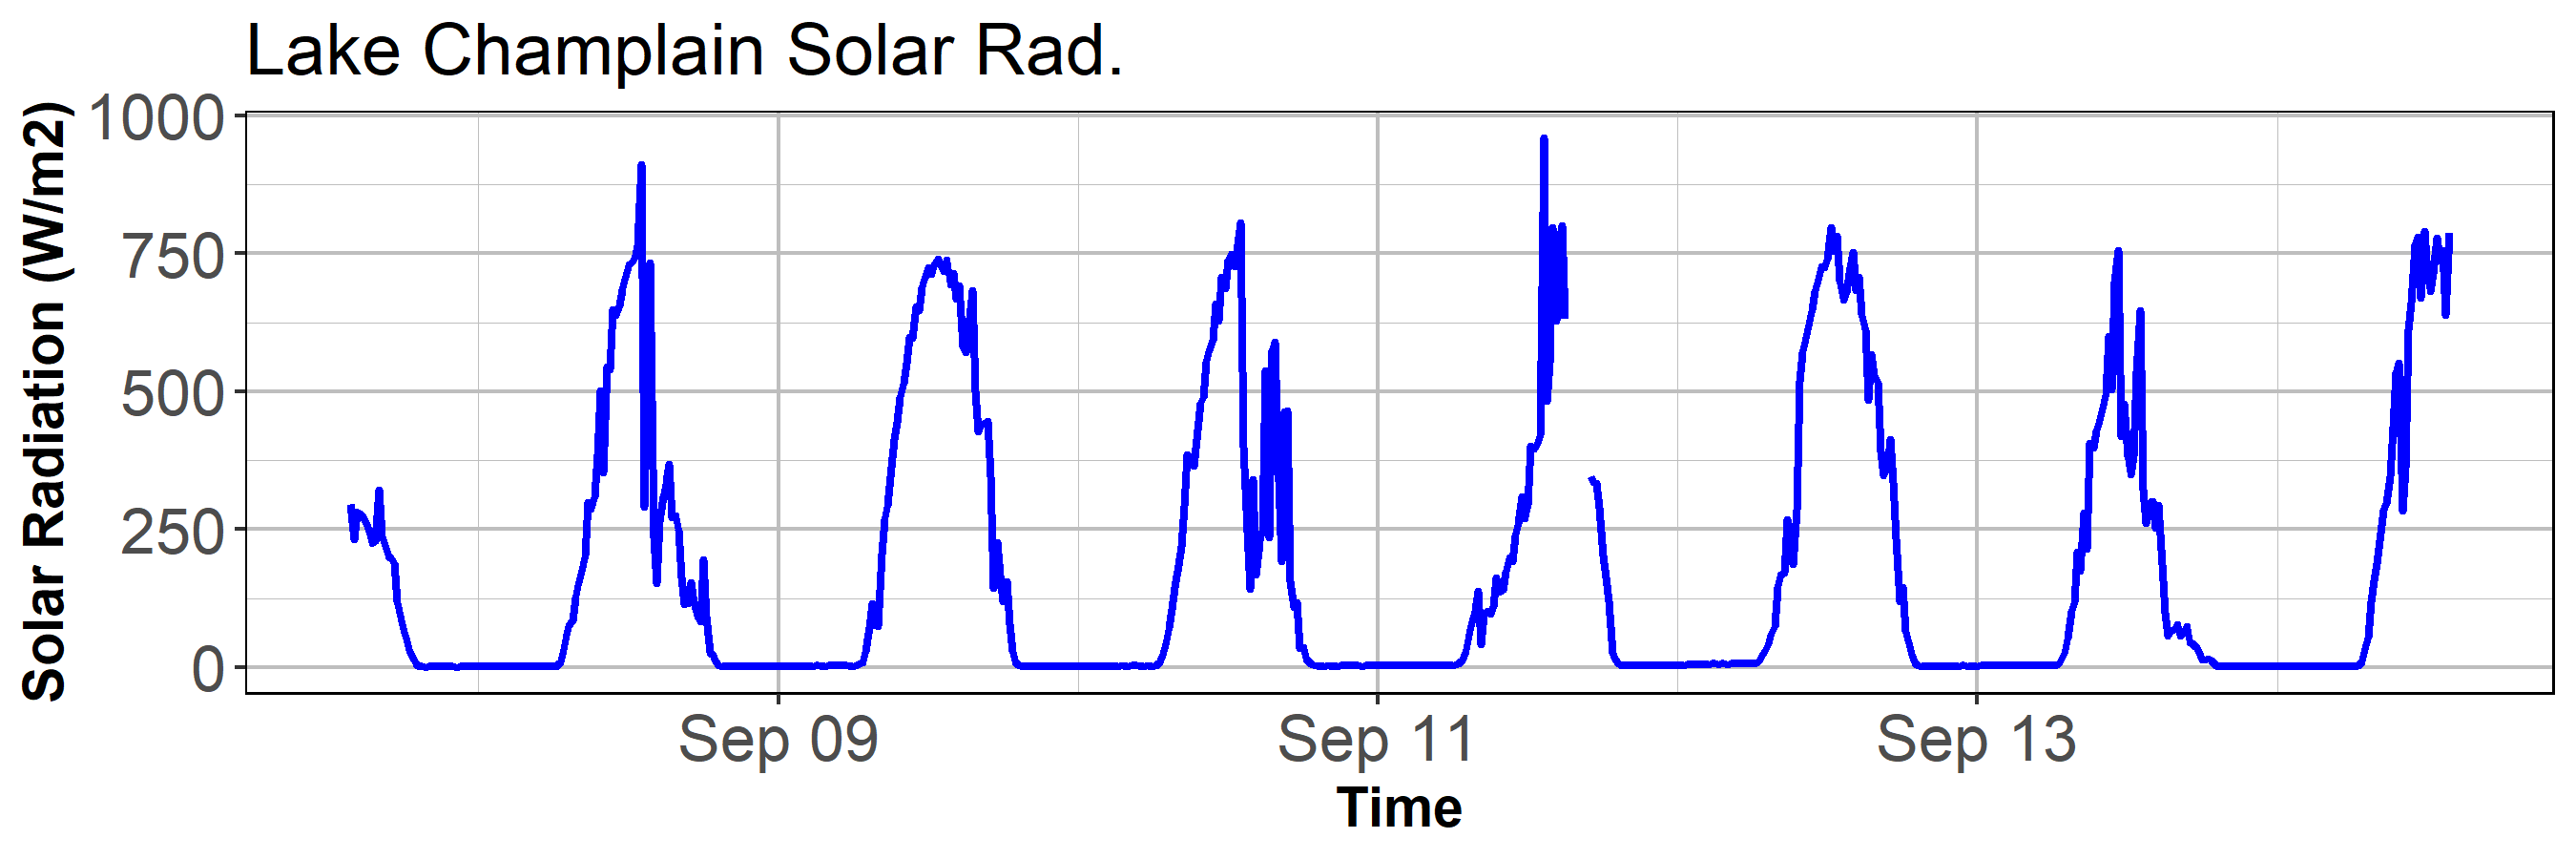 Lake Champlain Solar Rad.
Solar Radiation (W/m2)
1000
750
500
250
0
Sep 09
Sep 11
Sep 13
Time